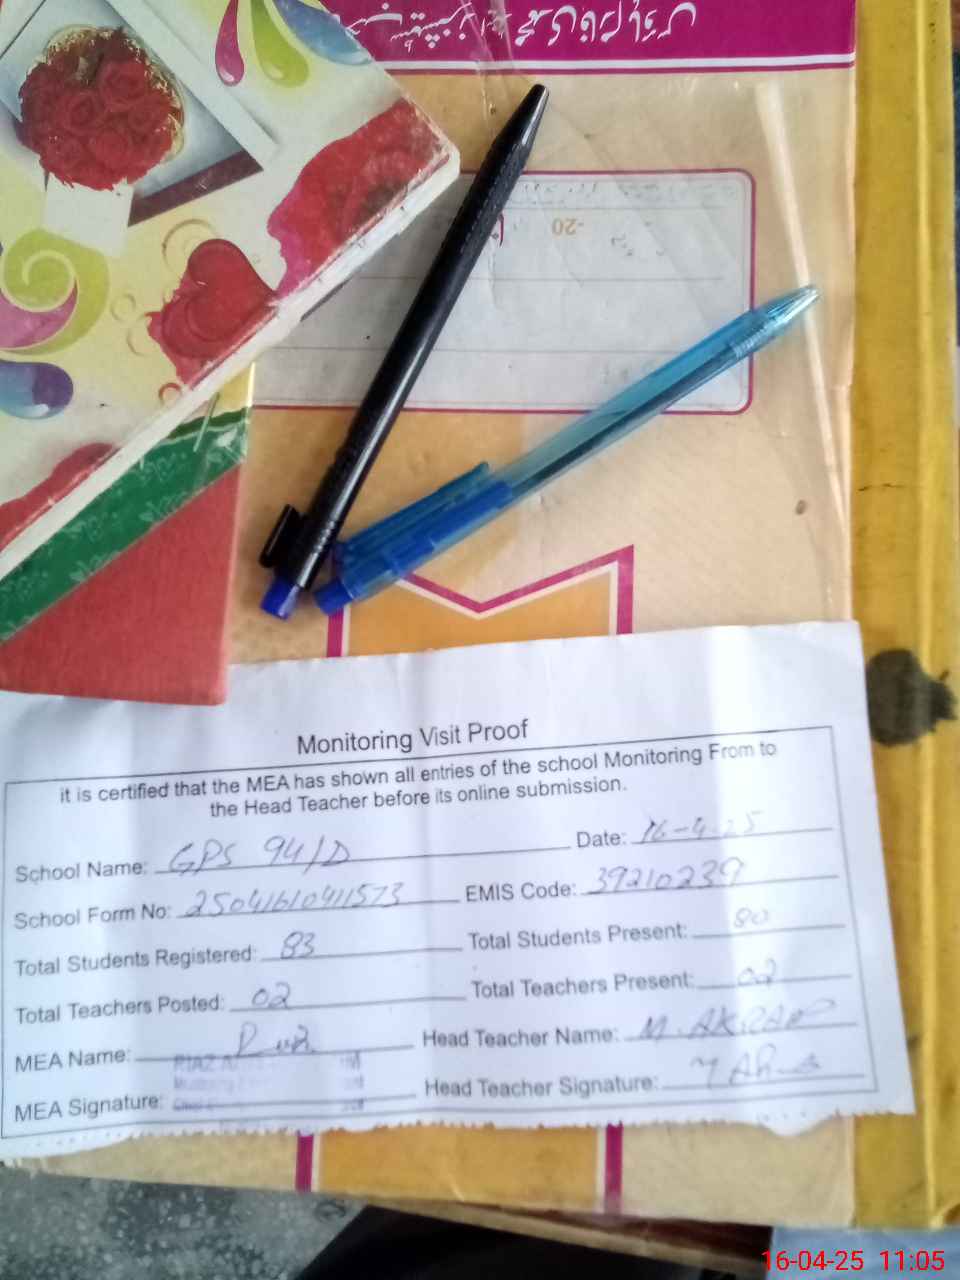 -20
Monitoring Visit Proof
it is certified that the MEA has shown all entries of the school Monitoring From to
the Head Teacher before its online submission.
School Name: GPS 94/D Date: 16-4-25
School Form No: 25041610411573 EMIS Code: 39210239
Total Students Registered: 83 Total Students Present: 80
Total Teachers Posted: 02 Total Teachers Present: 02
MEA Name: Head Teacher Name: M. AKRAM
RIAZ
MEA Signature: Head Teacher Signature:
16-04-25 11:05